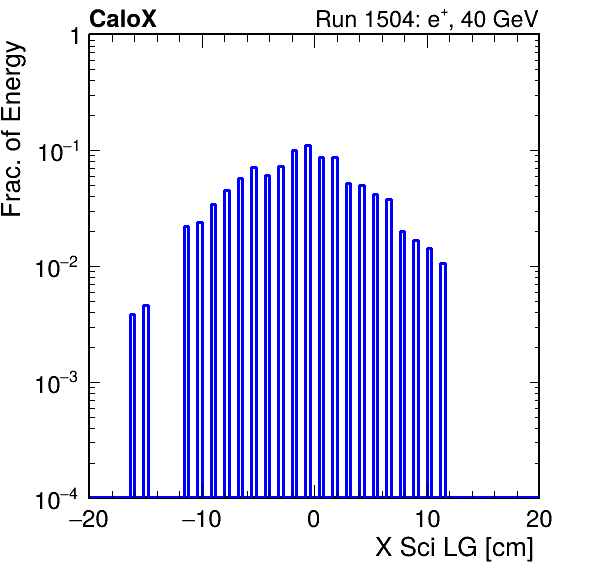 CaloX Run 1504: e⁺, 40 GeV
Frac. of Energy
1
10⁻¹
10⁻²
10⁻³
10⁻⁴
−20 −10 0 10 20
X Sci LG [cm]